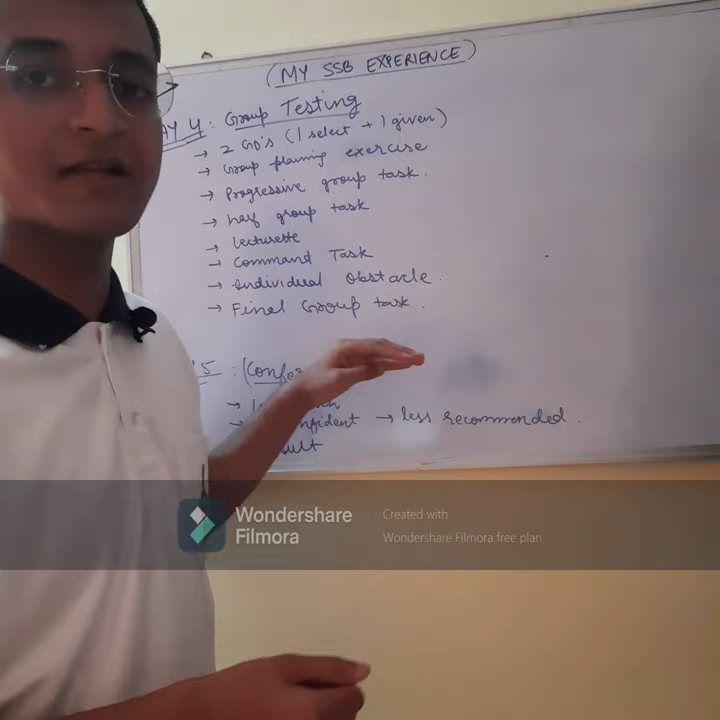 (MY SSB EXPERIENCE)
AY 4 : Group Testing
→ 2 GD's (1 select + 1 given)
→ Group planing exercise
→ Progressive group task.
→ half group task
→ lecturette
→ Command Task
→ individual obstacle.
→ Final Group task.
5 : (Confe
→
→ nfident → less recommended.
sult
Wondershare Filmora
Created with
Wondershare Filmora free plan